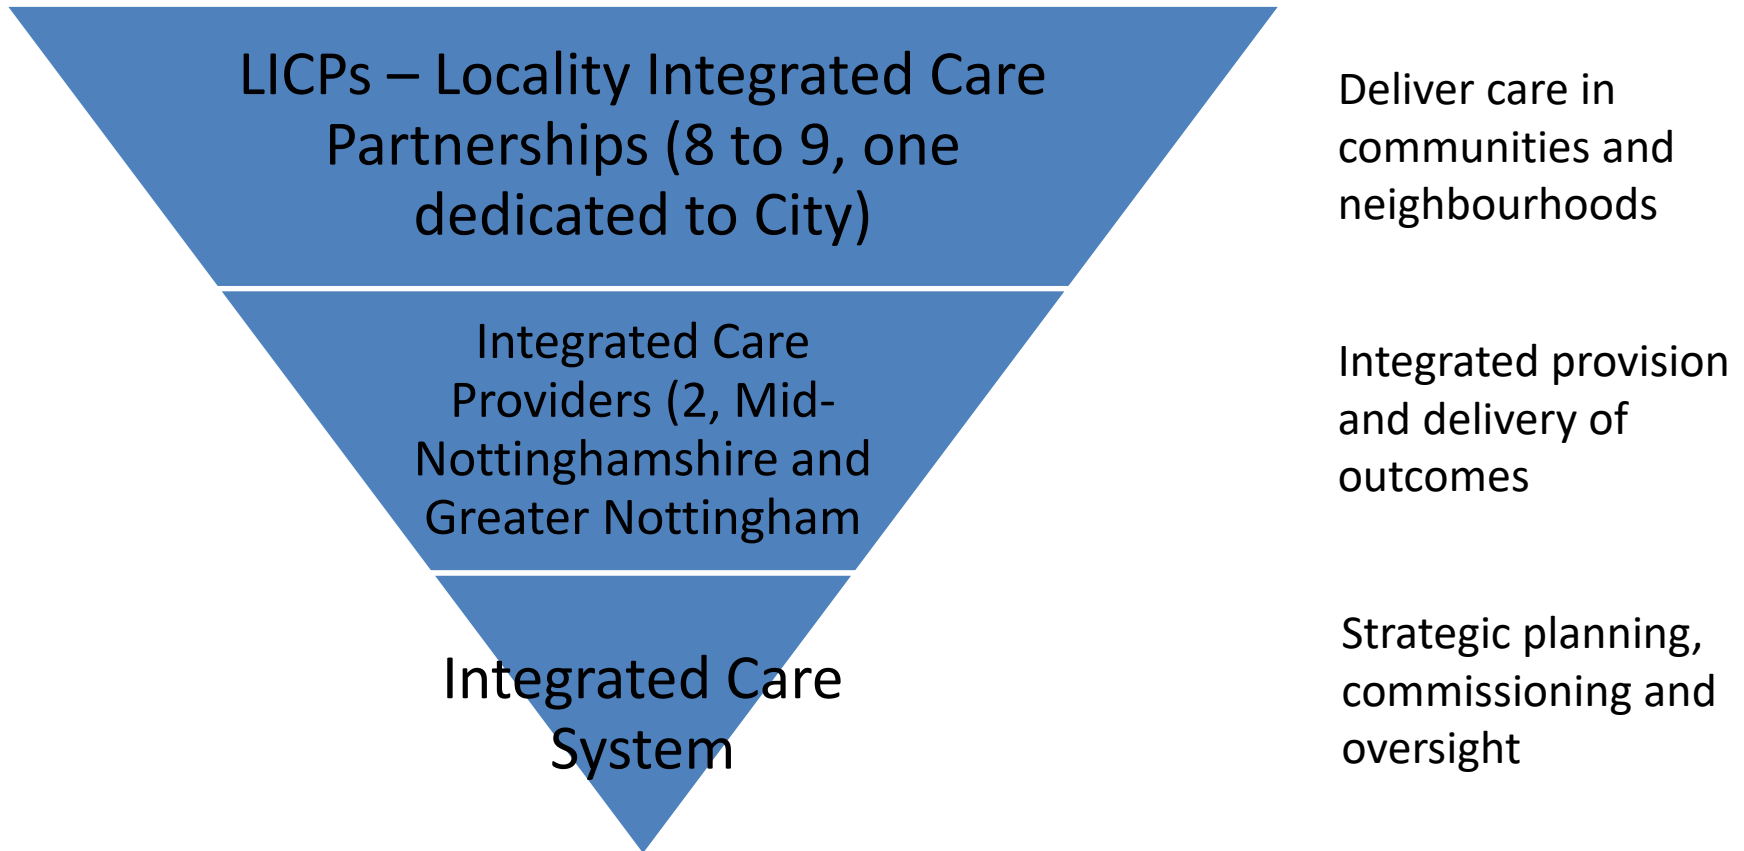 LICPs – Locality Integrated Care
Partnerships (8 to 9, one
dedicated to City)
Deliver care in
communities and
neighbourhoods
Integrated Care
Providers (2, Mid-
Nottinghamshire and
Greater Nottingham
Integrated provision
and delivery of
outcomes
Integrated Care
System
Strategic planning,
commissioning and
oversight